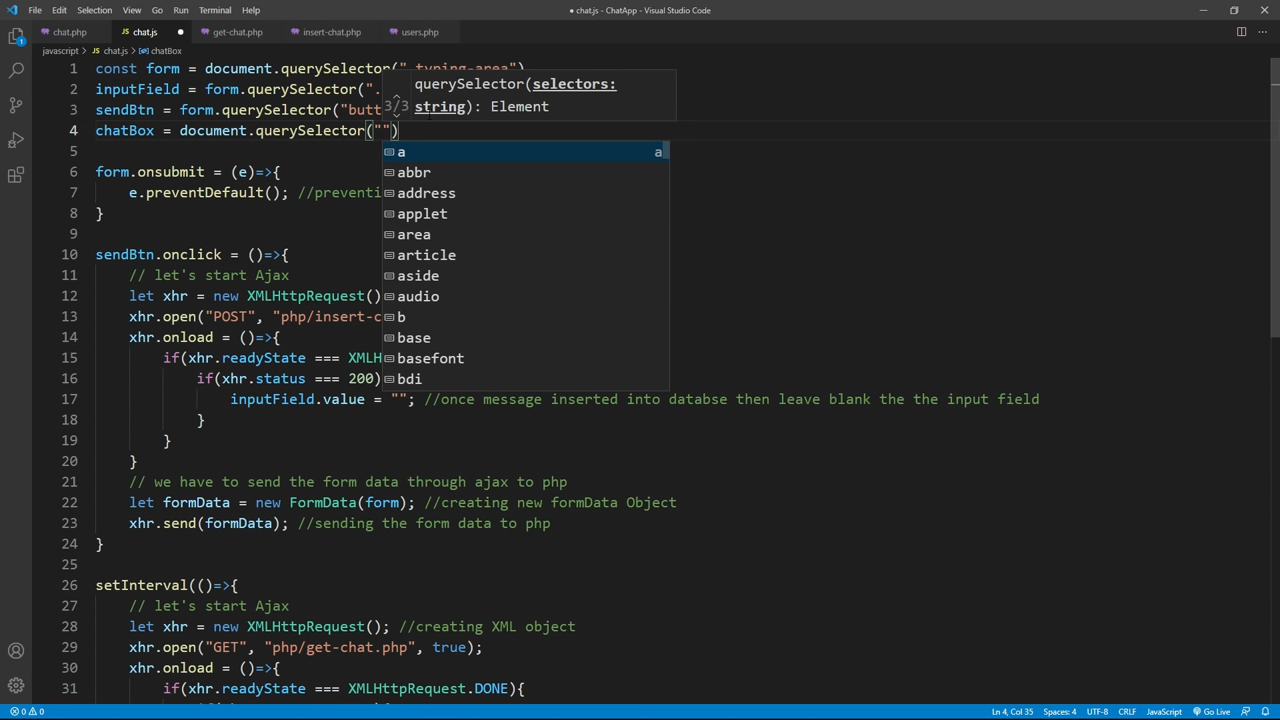 File Edit Selection View Go Run Terminal Help
● chat.js - ChatApp - Visual Studio Code
chat.php chat.js ● get-chat.php insert-chat.php users.php
javascript > JS chat.js > chatBox
1 const form = document.querySelector(".typing-area")
2 inputField = form.querySelector(".
3 sendBtn = form.querySelector("butt
4 chatBox = document.querySelector("")
querySelector(selectors:
3/3 string): Element
a a
abbr
address
applet
area
article
aside
audio
b
base
basefont
bdi
5
6 form.onsubmit = (e)=>{
7 e.preventDefault(); //preventi
8 }
9
10 sendBtn.onclick = ()=>{
11 // let's start Ajax
12 let xhr = new XMLHttpRequest()
13 xhr.open("POST", "php/insert-c
14 xhr.onload = ()=>{
15 if(xhr.readyState === XMLH
16 if(xhr.status === 200)
17 inputField.value = ""; //once message inserted into databse then leave blank the the input field
18 }
19 }
20 }
21 // we have to send the form data through ajax to php
22 let formData = new FormData(form); //creating new formData Object
23 xhr.send(formData); //sending the form data to php
24 }
25
26 setInterval(()=>{
27 // let's start Ajax
28 let xhr = new XMLHttpRequest(); //creating XML object
29 xhr.open("GET", "php/get-chat.php", true);
30 xhr.onload = ()=>{
31 if(xhr.readyState === XMLHttpRequest.DONE){
0 0 Ln 4, Col 35 Spaces: 4 UTF-8 CRLF JavaScript Go Live